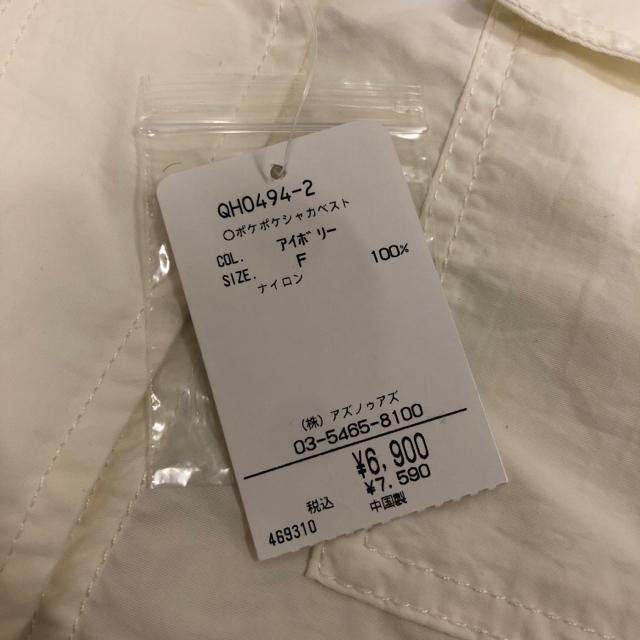 QH0494-2
○ポケポケシャカベスト
COL. アイボリー
SIZE. F 100%
ナイロン
(株) アズノゥアズ
03-5465-8100
¥6,900
¥7.590
税込 中国製
469310